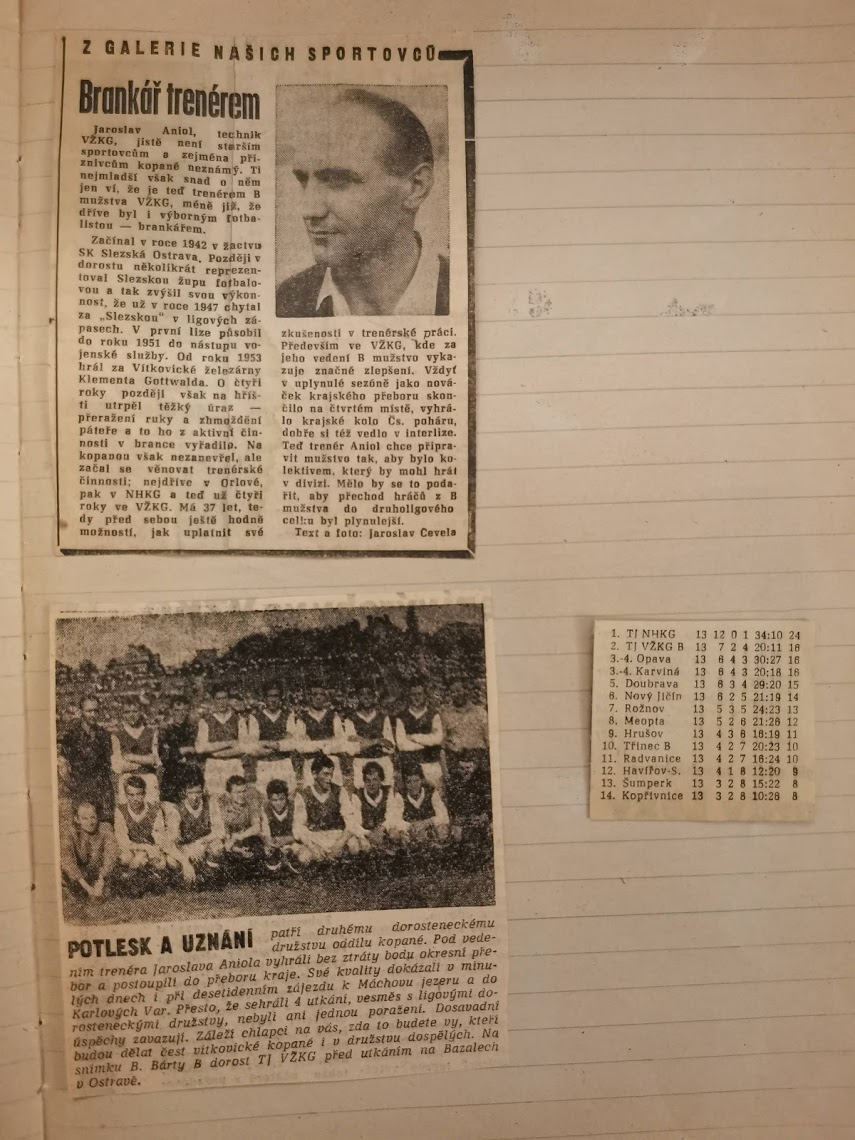 Z GALERIE NAŠICH SPORTOVCŮ
Brankář trenérem
Jaroslav Aniol, technik
VŽKG, jistě není starším
sportovcům a zejména pří-
znivcům kopané neznámý. Ti
nejmladší však snad o něm
jen ví, že je teď trenérem B
mužstva VŽKG, méně již, že
dříve byl i výborným fotba-
listou — brankářem.
Začínal v roce 1942 v žactvu
SK Slezská Ostrava. Později v
dorostu několikrát reprezen-
toval Slezskou župu fotbalo-
vou a tak zvýšil svou výkon-
nost, že už v roce 1947 chytal
za „Slezskou" v ligových zá-
pasech. V první lize působil
do roku 1951 do nástupu vo-
jenské služby. Od roku 1953
hrál za Vítkovické železárny
Klementa Gottwalda. O čtyři
roky později však na hřiš-
ti utrpěl těžký úraz —
přeražení ruky a zhmoždění
páteře a to ho z aktivní čin-
nosti v brance vyřadilo. Na
kopanou však nezanevřel, ale
začal se věnovat trenérské
činnosti; nejdříve v Orlové,
pak v NHKG a teď už čtyři
roky ve VŽKG. Má 37 let, te-
dy před sebou ještě hodně
možností, jak uplatnit své
zkušenosti v trenérské práci.
Především ve VŽKG, kde za
jeho vedení B mužstvo vyka-
zuje značné zlepšení. Vždyť
v uplynulé sezóně jako nová-
ček krajského přeboru skon-
čilo na čtvrtém místě, vyhrá-
lo krajské kolo Čs. poháru,
dobře si též vedlo v interlize.
Teď trenér Aniol chce připra-
vit mužstvo tak, aby bylo ko-
lektivem, který by mohl hrát
v divizi. Mělo by se to poda-
řit, aby přechod hráčů z B
mužstva do druholigového
celku byl plynulejší.
Text a foto: Jaroslav Čevela
POTLESK A UZNÁNÍ patří druhému dorosteneckému
družstvu oddílu kopané. Pod vede-
ním trenéra Jaroslava Aniola vyhráli bez ztráty bodu okresní pře-
bor a postoupili do přeboru kraje. Své kvality dokázali v minu-
lých dnech i při desetidenním zájezdu k Máchovu jezeru a do
Karlových Var. Přesto, že sehráli 4 utkání, vesměs s ligovými do-
rosteneckými družstvy, nebyli ani jednou poraženi. Dosavadní
úspěchy zavazují. Záleží chlapci na vás, zda to budete vy, kteří
budou dělat čest vítkovické kopané i v družstvu dospělých. Na
snímku B. Bárty B dorost TJ VŽKG před utkáním na Bazalech
v Ostravě.
1. TJ NHKG 13 12 0 1 34:10 24
2. TJ VŽKG B 13 7 2 4 20:11 16
3.-4. Opava 13 6 4 3 30:27 16
3.-4. Karviná 13 6 4 3 20:18 16
5. Doubrava 13 6 3 4 29:20 15
6. Nový Jičín 13 6 2 5 21:19 14
7. Rožnov 13 5 3 5 24:23 13
8. Meopta 13 5 2 6 21:26 12
9. Hrušov 13 4 3 6 16:19 11
10. Třinec B 13 4 2 7 20:23 10
11. Radvanice 13 4 2 7 16:24 10
12. Havířov-S. 13 4 1 8 12:20 9
13. Šumperk 13 3 2 8 15:22 8
14. Kopřivnice 13 3 2 8 10:26 8